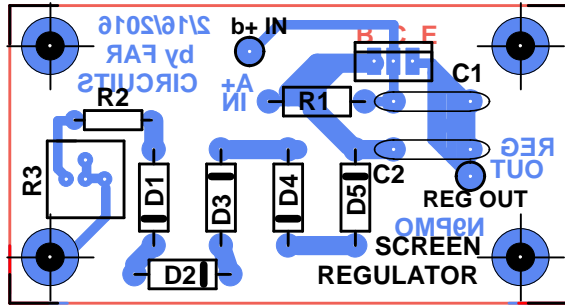 2/16/2016
by FAR
CIRCUITS
b+ IN
B C E
A+
IN
R1
C1
R2
R3
C2
REG
OUT
REG OUT
D1
D3
D4
D5
D2
N9PMO
SCREEN
REGULATOR